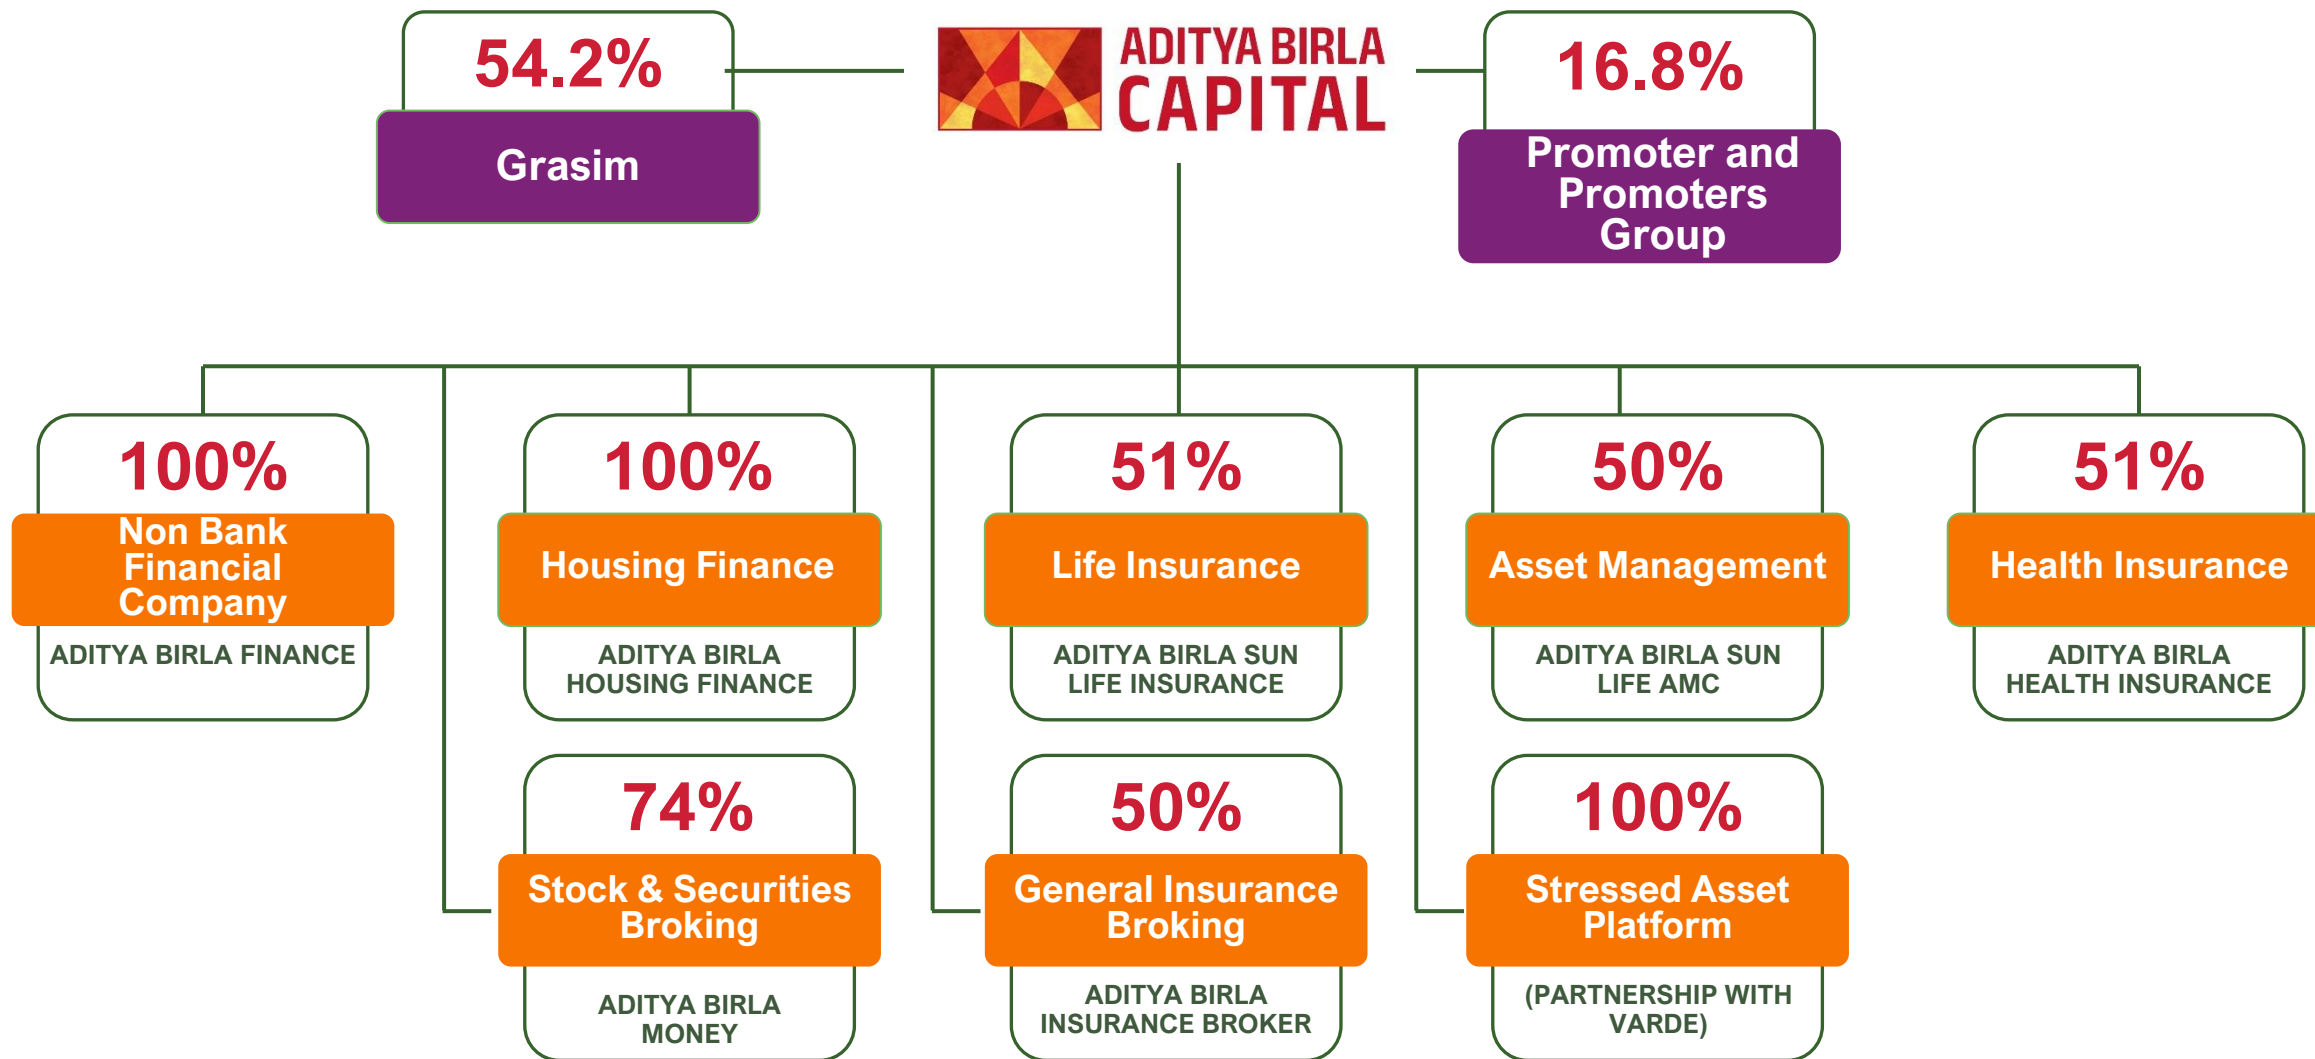 54.2%
Grasim
ADITYA BIRLA
CAPITAL
16.8%
Promoter and
Promoters
Group
100%
Non Bank
Financial
Company
ADITYA BIRLA FINANCE
100%
Housing Finance
ADITYA BIRLA
HOUSING FINANCE
51%
Life Insurance
ADITYA BIRLA SUN
LIFE INSURANCE
50%
Asset Management
ADITYA BIRLA SUN
LIFE AMC
51%
Health Insurance
ADITYA BIRLA
HEALTH INSURANCE
74%
Stock & Securities
Broking
ADITYA BIRLA
MONEY
50%
General Insurance
Broking
ADITYA BIRLA
INSURANCE BROKER
100%
Stressed Asset
Platform
(PARTNERSHIP WITH
VARDE)